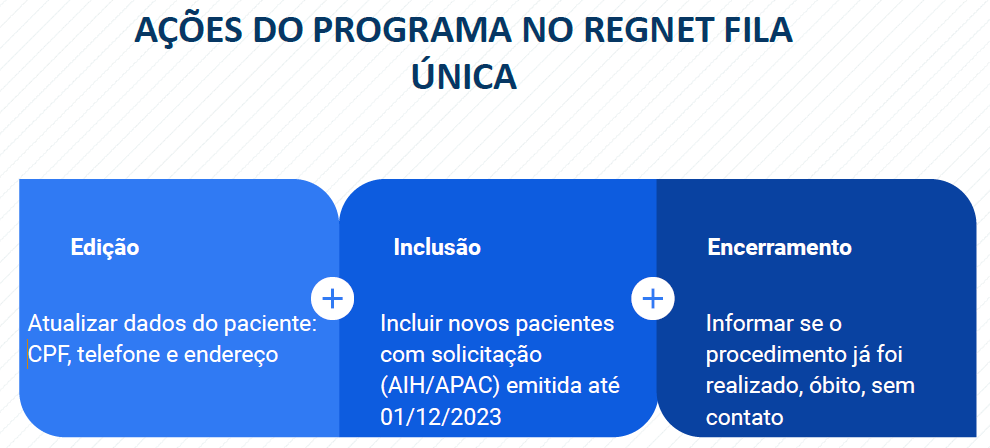 AÇÕES DO PROGRAMA NO REGNET FILA
ÚNICA
Edição
Atualizar dados do paciente:
CPF, telefone e endereço
Inclusão
Incluir novos pacientes
com solicitação
(AIH/APAC) emitida até
01/12/2023
Encerramento
Informar se o
procedimento já foi
realizado, óbito, sem
contato